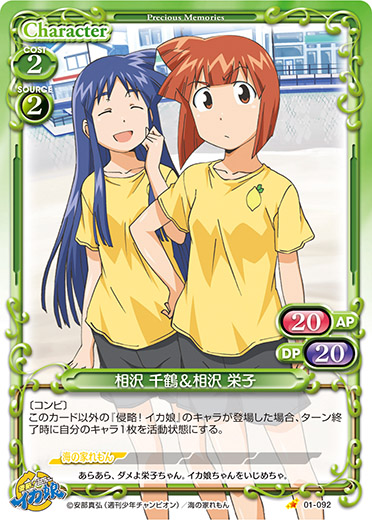 Precious Memories
Character
COST
2
SOURCE
2
20 AP
DP 20
相沢 千鶴&相沢 栄子
〔コンビ〕
このカード以外の「侵略！イカ娘」のキャラが登場した場合、ターン終
了時に自分のキャラ1枚を活動状態にする。
海の家れもん
あらあら、ダメよ栄子ちゃん。イカ娘ちゃんをいじめちゃ。
侵略!
イカ娘
©安部真弘（週刊少年チャンピオン）／海の家れもん
01-092